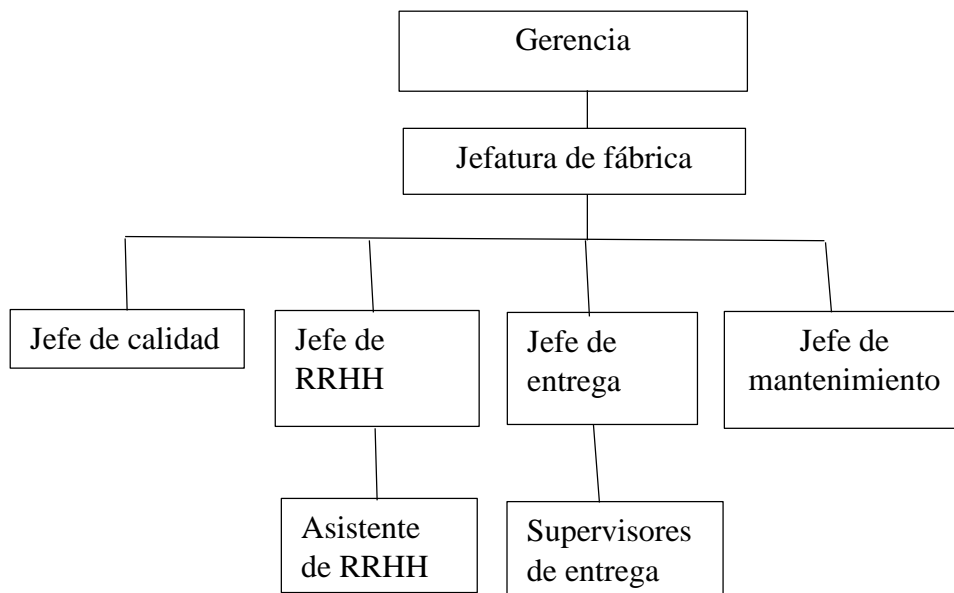 Gerencia
Jefatura de fábrica
Jefe de calidad
Jefe de
RRHH
Jefe de
entrega
Jefe de
mantenimiento
Asistente
de RRHH
Supervisores
de entrega